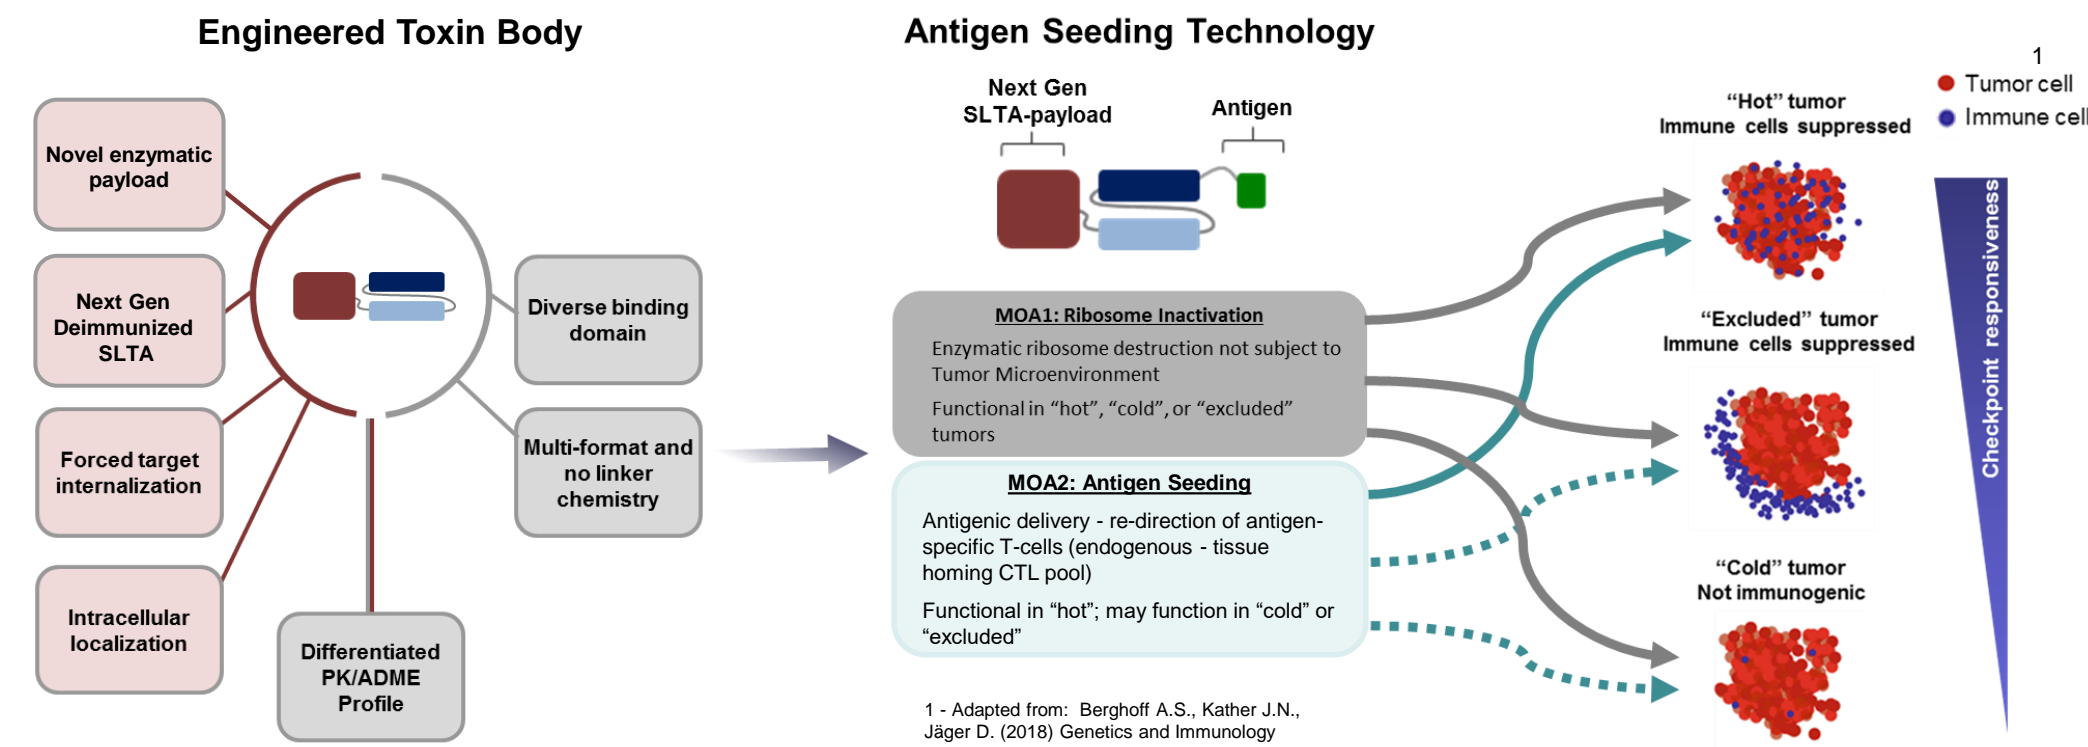 Engineered Toxin Body
Novel enzymatic
payload
Next Gen
Deimmunized
SLTA
Forced target
internalization
Intracellular
localization
Differentiated
PK/ADME
Profile
Diverse binding
domain
Multi-format and
no linker
chemistry
Antigen Seeding Technology
Next Gen
SLTA-payload
Antigen
MOA1: Ribosome Inactivation
Enzymatic ribosome destruction not subject to
Tumor Microenvironment
Functional in “hot”, “cold”, or “excluded”
tumors
MOA2: Antigen Seeding
Antigenic delivery - re-direction of antigen-
specific T-cells (endogenous - tissue
homing CTL pool)
Functional in “hot”; may function in “cold” or
“excluded”
1 - Adapted from: Berghoff A.S., Kather J.N.,
Jäger D. (2018) Genetics and Immunology
1
Tumor cell
Immune cell
“Hot” tumor
Immune cells suppressed
“Excluded” tumor
Immune cells suppressed
“Cold” tumor
Not immunogenic
Checkpoint responsiveness